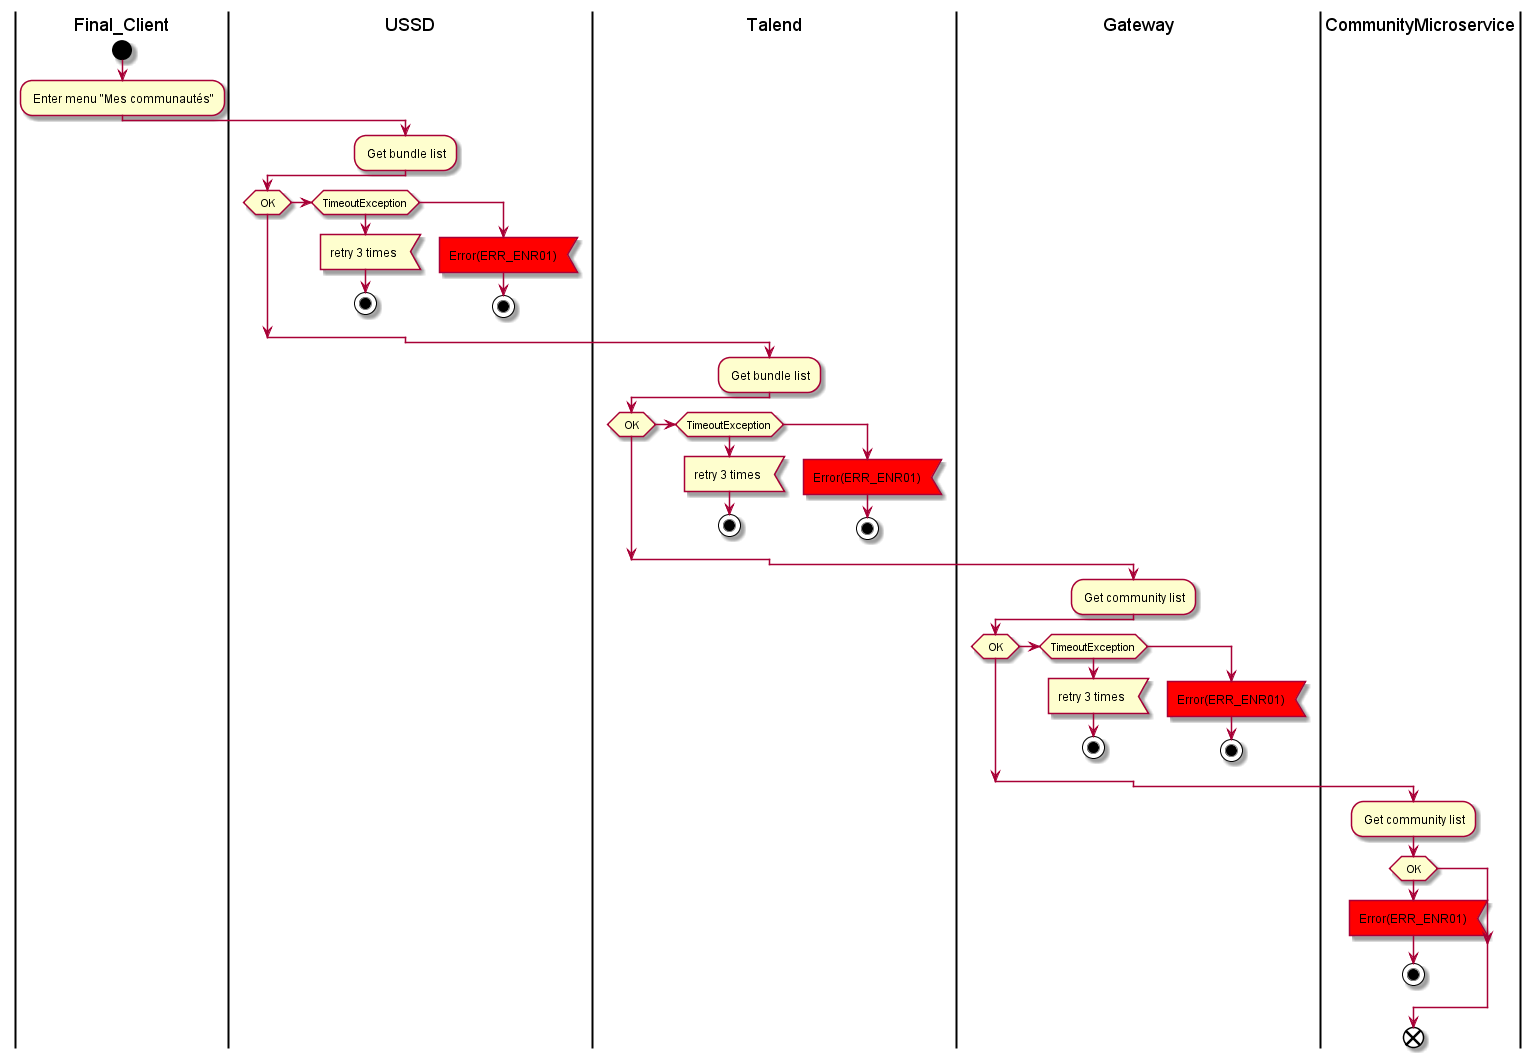 Final_Client
USSD
Talend
Gateway
CommunityMicroservice
Enter menu "Mes communautés"
Get bundle list
OK
TimeoutException
retry 3 times
Error(ERR_ENR01)
Get bundle list
OK
TimeoutException
retry 3 times
Error(ERR_ENR01)
Get community list
OK
TimeoutException
retry 3 times
Error(ERR_ENR01)
Get community list
OK
Error(ERR_ENR01)